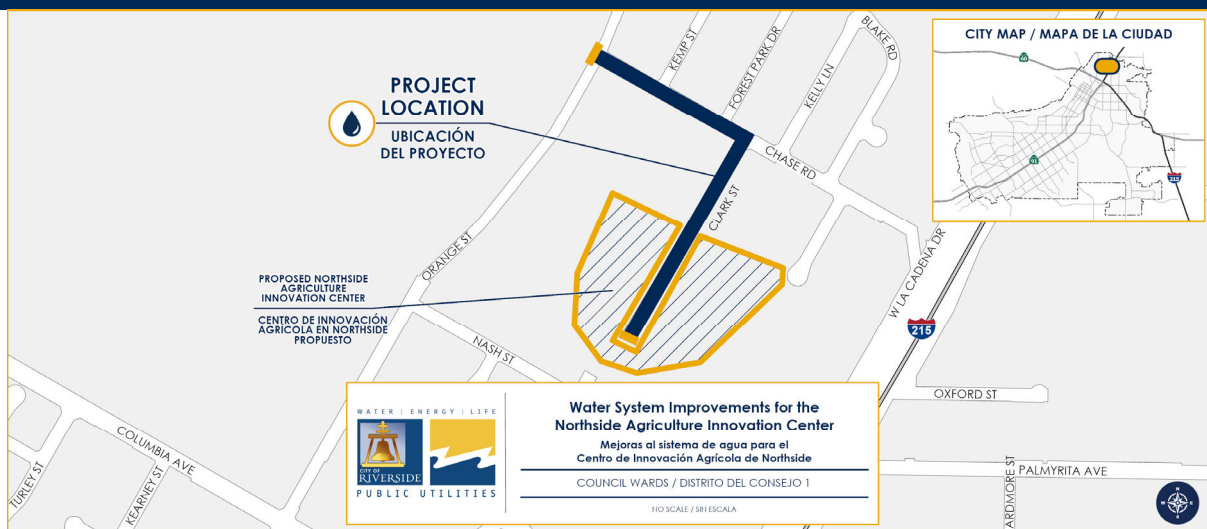 PROJECT
LOCATION
UBICACIÓN
DEL PROYECTO
KEMP ST
FOREST PARK DR
KELLY LN
BLAKE RD
CHASE RD
CLARK ST
ORANGE ST
W LA CADENA DR
215
PROPOSED NORTHSIDE
AGRICULTURE
INNOVATION CENTER
CENTRO DE INNOVACIÓN
AGRÍCOLA EN NORTHSIDE
PROPUESTO
NASH ST
OXFORD ST
COLUMBIA AVE
TURLEY ST
KEARNEY ST
ARDMORE ST
PALMYRITA AVE
CITY MAP / MAPA DE LA CIUDAD
60
91
215
WATER | ENERGY | LIFE
CITY OF
RIVERSIDE
PUBLIC UTILITIES
Water System Improvements for the
Northside Agriculture Innovation Center
Mejoras al sistema de agua para el
Centro de Innovación Agrícola de Northside
COUNCIL WARDS / DISTRITO DEL CONSEJO 1
NO SCALE / SIN ESCALA
N
W E
S